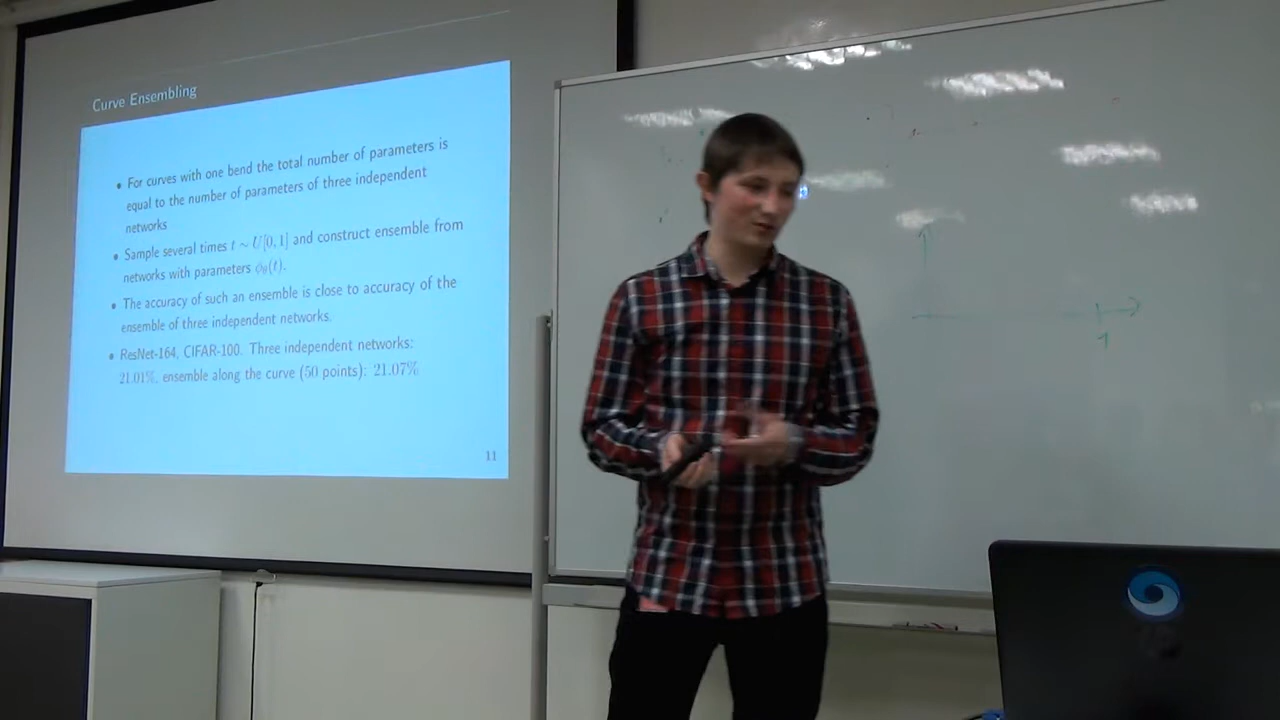 Curve Ensembling
• For curves with one bend the total number of parameters is
equal to the number of parameters of three independent
networks
• Sample several times t ∼ U[0, 1] and construct ensemble from
networks with parameters ϕθ(t).
• The accuracy of such an ensemble is close to accuracy of the
ensemble of three independent networks.
• ResNet-164, CIFAR-100. Three independent networks:
21.01%, ensemble along the curve (50 points): 21.07%
11
1